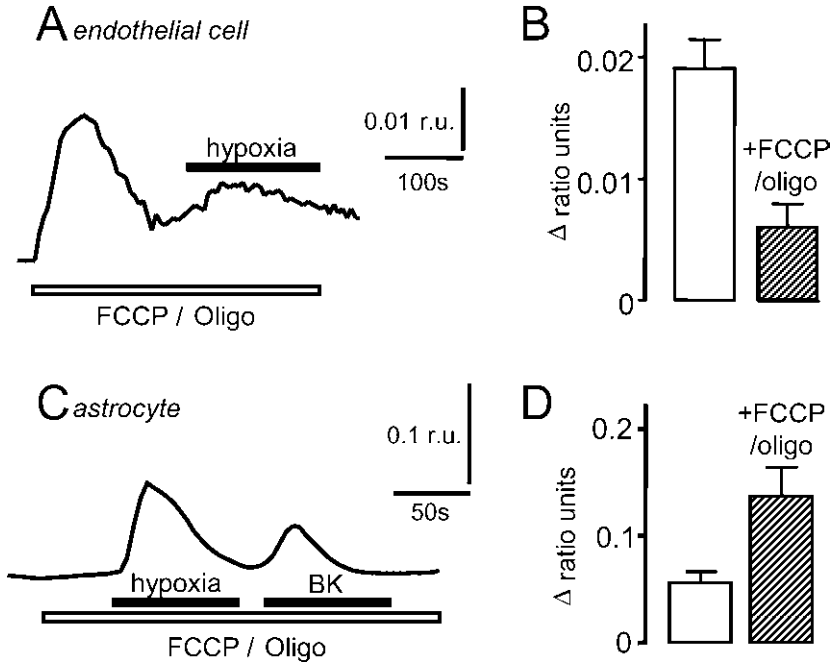 A endothelial cell
0.01 r.u.
100s
hypoxia
FCCP / Oligo
B
Δ ratio units
0.02
0.01
0
+FCCP
/oligo
C astrocyte
0.1 r.u.
50s
hypoxia
BK
FCCP / Oligo
D
Δ ratio units
0.2
0.1
0
+FCCP
/oligo